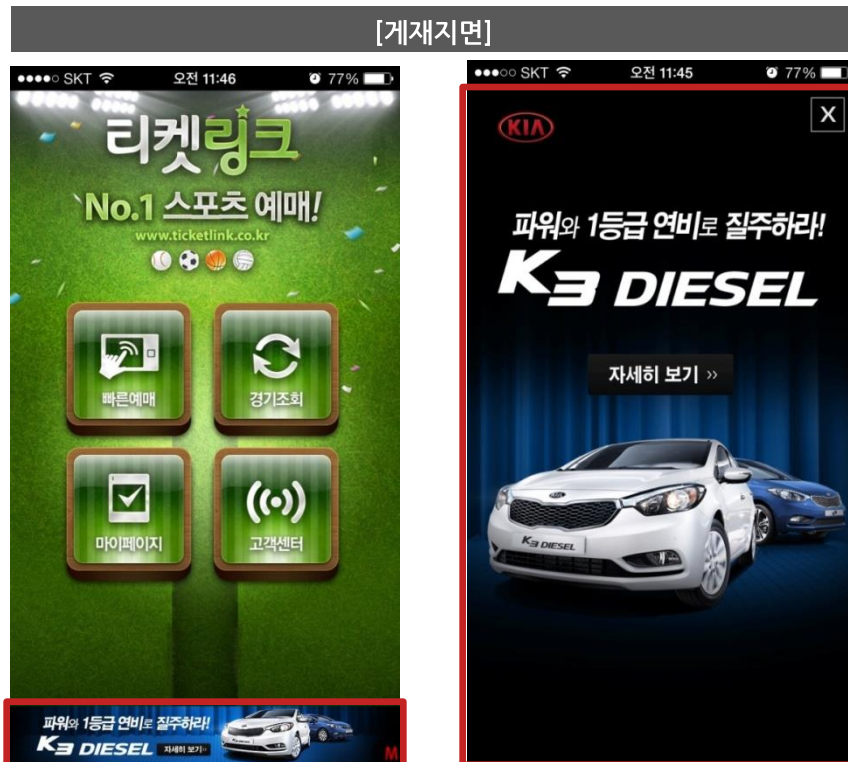 [게재지면]
SKT 오전 11:46 77%
티켓링크
No.1 스포츠 예매!
www.ticketlink.co.kr
빠른예매
경기조회
마이페이지
고객센터
파워와 1등급 연비로 질주하라!
K3 DIESEL 자세히 보기 »
M
SKT 오전 11:45 77%
KIA
X
파워와 1등급 연비로 질주하라!
K3 DIESEL
자세히 보기 »
K3 DIESEL